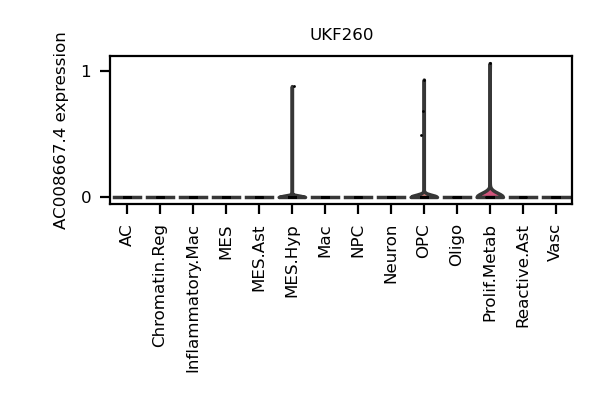 UKF260
AC008667.4 expression
1
0
AC
Chromatin.Reg
Inflammatory.Mac
MES
MES.Ast
MES.Hyp
Mac
NPC
Neuron
OPC
Oligo
Prolif.Metab
Reactive.Ast
Vasc